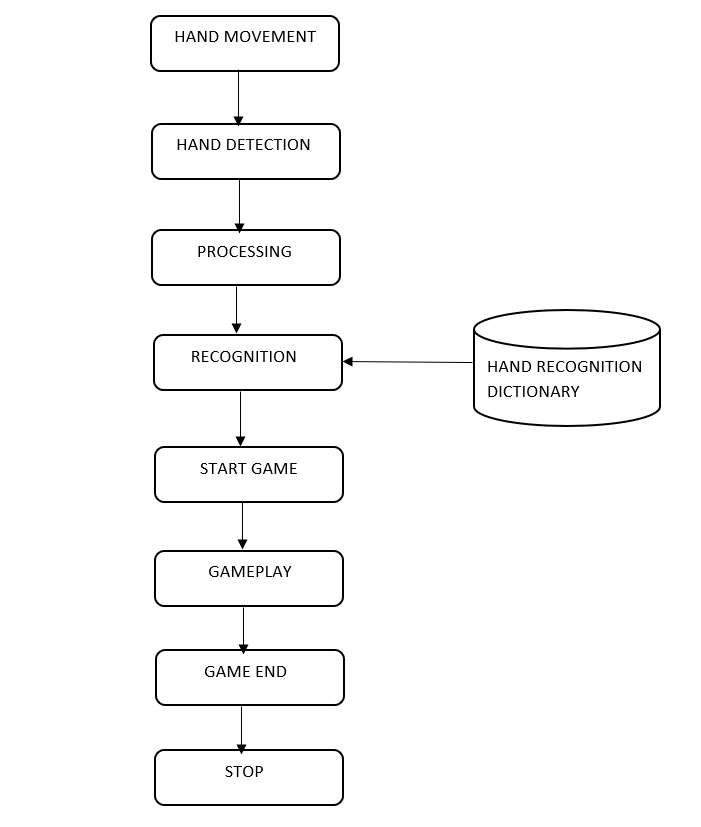 HAND MOVEMENT
HAND DETECTION
PROCESSING
RECOGNITION
HAND RECOGNITION
DICTIONARY
START GAME
GAMEPLAY
GAME END
STOP